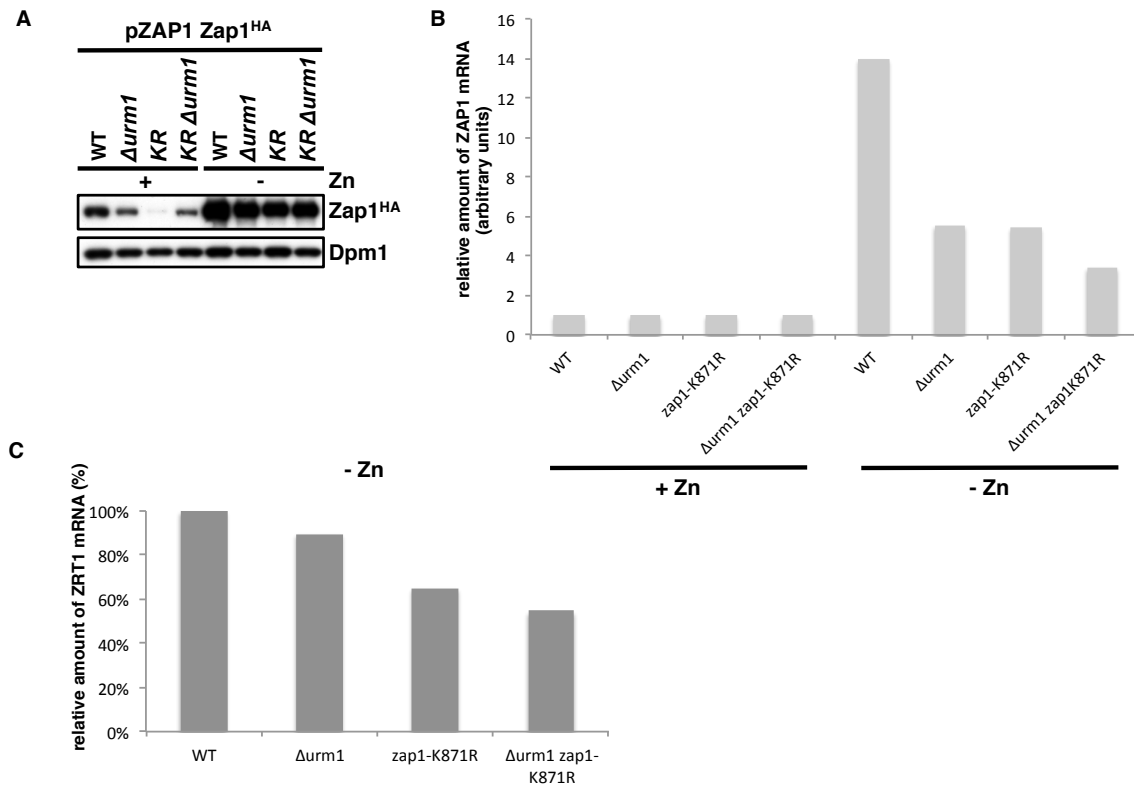 A
pZAP1 Zap1HA
WT Δurm1 KR KR Δurm1 WT Δurm1 KR KR Δurm1
+ - Zn
Zap1HA
Dpm1
B
relative amount of ZAP1 mRNA
(arbitrary units)
16
14
12
10
8
6
4
2
0
WT Δurm1 zap1-K871R Δurm1 zap1-K871R WT Δurm1 zap1-K871R Δurm1 zap1K871R
+ Zn - Zn
C
- Zn
relative amount of ZRT1 mRNA (%)
100%
80%
60%
40%
20%
0%
WT Δurm1 zap1-K871R Δurm1 zap1-
K871R